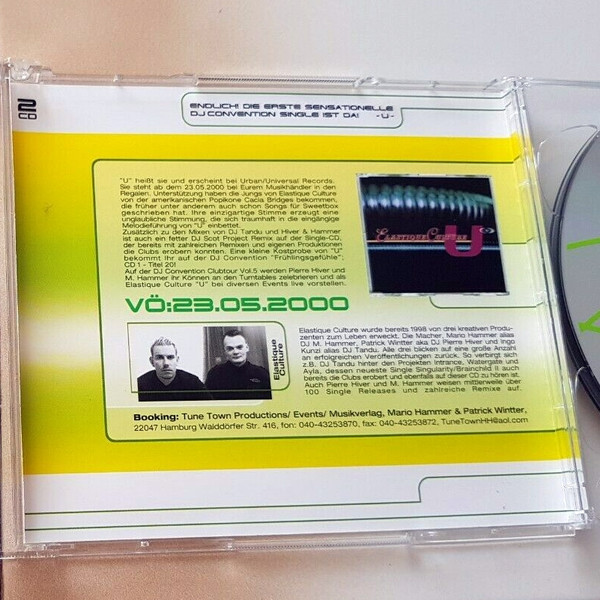 2
CD
ENDLICH! DIE ERSTE SENSATIONELLE
DJ CONVENTION SINGLE IST DA! -U-
"U" heißt sie und erscheint bei Urban/Universal Records.
Sie steht ab dem 23.05.2000 bei Eurem Musikhändler in den
Regalen. Unterstützung haben die Jungs von Elastique Culture
von der amerikanischen Popikone Cacia Bridges bekommen,
die früher unter anderem auch schon Songs für Sweetbox
geschrieben hat. Ihre einzigartige Stimme erzeugt eine
unglaubliche Stimmung, die sich traumhaft in die eingängige
Melodieführung von "U" einbettet.
Zusätzlich zu den Mixen von DJ Tandu und Hiver & Hammer
ist auch ein fetter DJ Scot Project Remix auf der Single-CD,
der bereits mit zahlreichen Remixen und eigenen Produktionen
die Clubs erobern konnte. Eine kleine Kostprobe von "U"
bekommt Ihr auf der DJ Convention "Frühlingsgefühle";
CD 1 - Titel 20!
Auf der DJ Convention Clubtour Vol.5 werden Pierre Hiver und
M. Hammer ihr Können an den Turntables zelebrieren und als
Elastique Culture "U" bei diversen Events live vorstellen.
ELASTIQUE CULTURE
U
VÖ:23.05.2000
Elastique
Culture
Elastique Culture wurde bereits 1998 von drei kreativen Produ-
zenten zum Leben erweckt. Die Macher, Mario Hammer alias
DJ M. Hammer, Patrick Wintter aka DJ Pierre Hiver und Ingo
Kunzi alias DJ Tandu. Alle drei blicken auf eine große Anzahl
an erfolgreichen Veröffentlichungen zurück. So verbirgt sich
z.B. DJ Tandu hinter den Projekten Intrance, Watergate und
Ayla, dessen neueste Single Singularity/Brainchild II auch
bereits die Clubs erobert und ebenfalls auf dieser CD zu hören ist.
Auch Pierre Hiver und M. Hammer weisen mittlerweile über
100 Single Releases und zahlreiche Remixe auf.
Booking: Tune Town Productions/ Events/ Musikverlag, Mario Hammer & Patrick Wintter,
22047 Hamburg Walddörfer Str. 416, fon: 040-43253870, fax: 040-43253872, TuneTownHH@aol.com